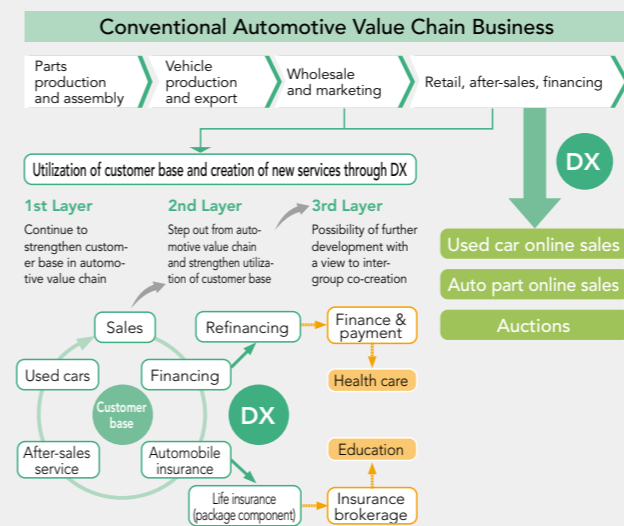 Conventional Automotive Value Chain Business
Parts
production
and assembly
Vehicle
production
and export
Wholesale
and marketing
Retail, after-sales, financing
DX
Utilization of customer base and creation of new services through DX
1st Layer
Continue to
strengthen custom-
er base in automo-
tive value chain
2nd Layer
Step out from auto-
motive value chain
and strengthen utiliza-
tion of customer base
3rd Layer
Possibility of further
development with
a view to inter-
group co-creation
Used car online sales
Auto part online sales
Auctions
Sales
Refinancing
Finance &
payment
Used cars
Financing
Health care
Customer
base
DX
After-sales
service
Automobile
insurance
Education
Life insurance
(package component)
Insurance
brokerage